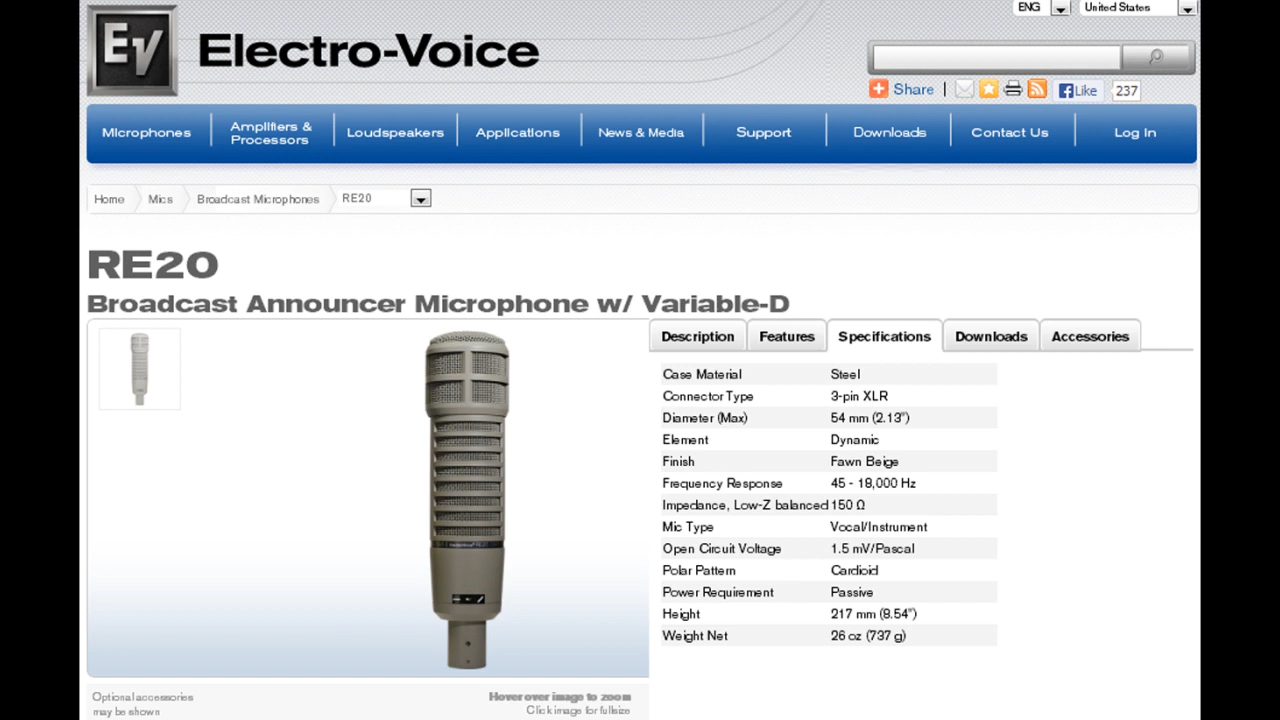 ENG
United States
EV
Electro-Voice
Share | Like 237
Microphones
Amplifiers &
Processors
Loudspeakers
Applications
News & Media
Support
Downloads
Contact Us
Log In
Home
Mics
Broadcast Microphones
RE20
RE20
Broadcast Announcer Microphone w/ Variable-D
Description
Features
Specifications
Downloads
Accessories
Case Material Steel
Connector Type 3-pin XLR
Diameter (Max) 54 mm (2.13")
Element Dynamic
Finish Fawn Beige
Frequency Response 45 - 18,000 Hz
Impedance, Low-Z balanced 150 Ω
Mic Type Vocal/Instrument
Open Circuit Voltage 1.5 mV/Pascal
Polar Pattern Cardioid
Power Requirement Passive
Height 217 mm (8.54")
Weight Net 26 oz (737 g)
Optional accessories
may be shown
Hover over image to zoom
Click image for fullsize